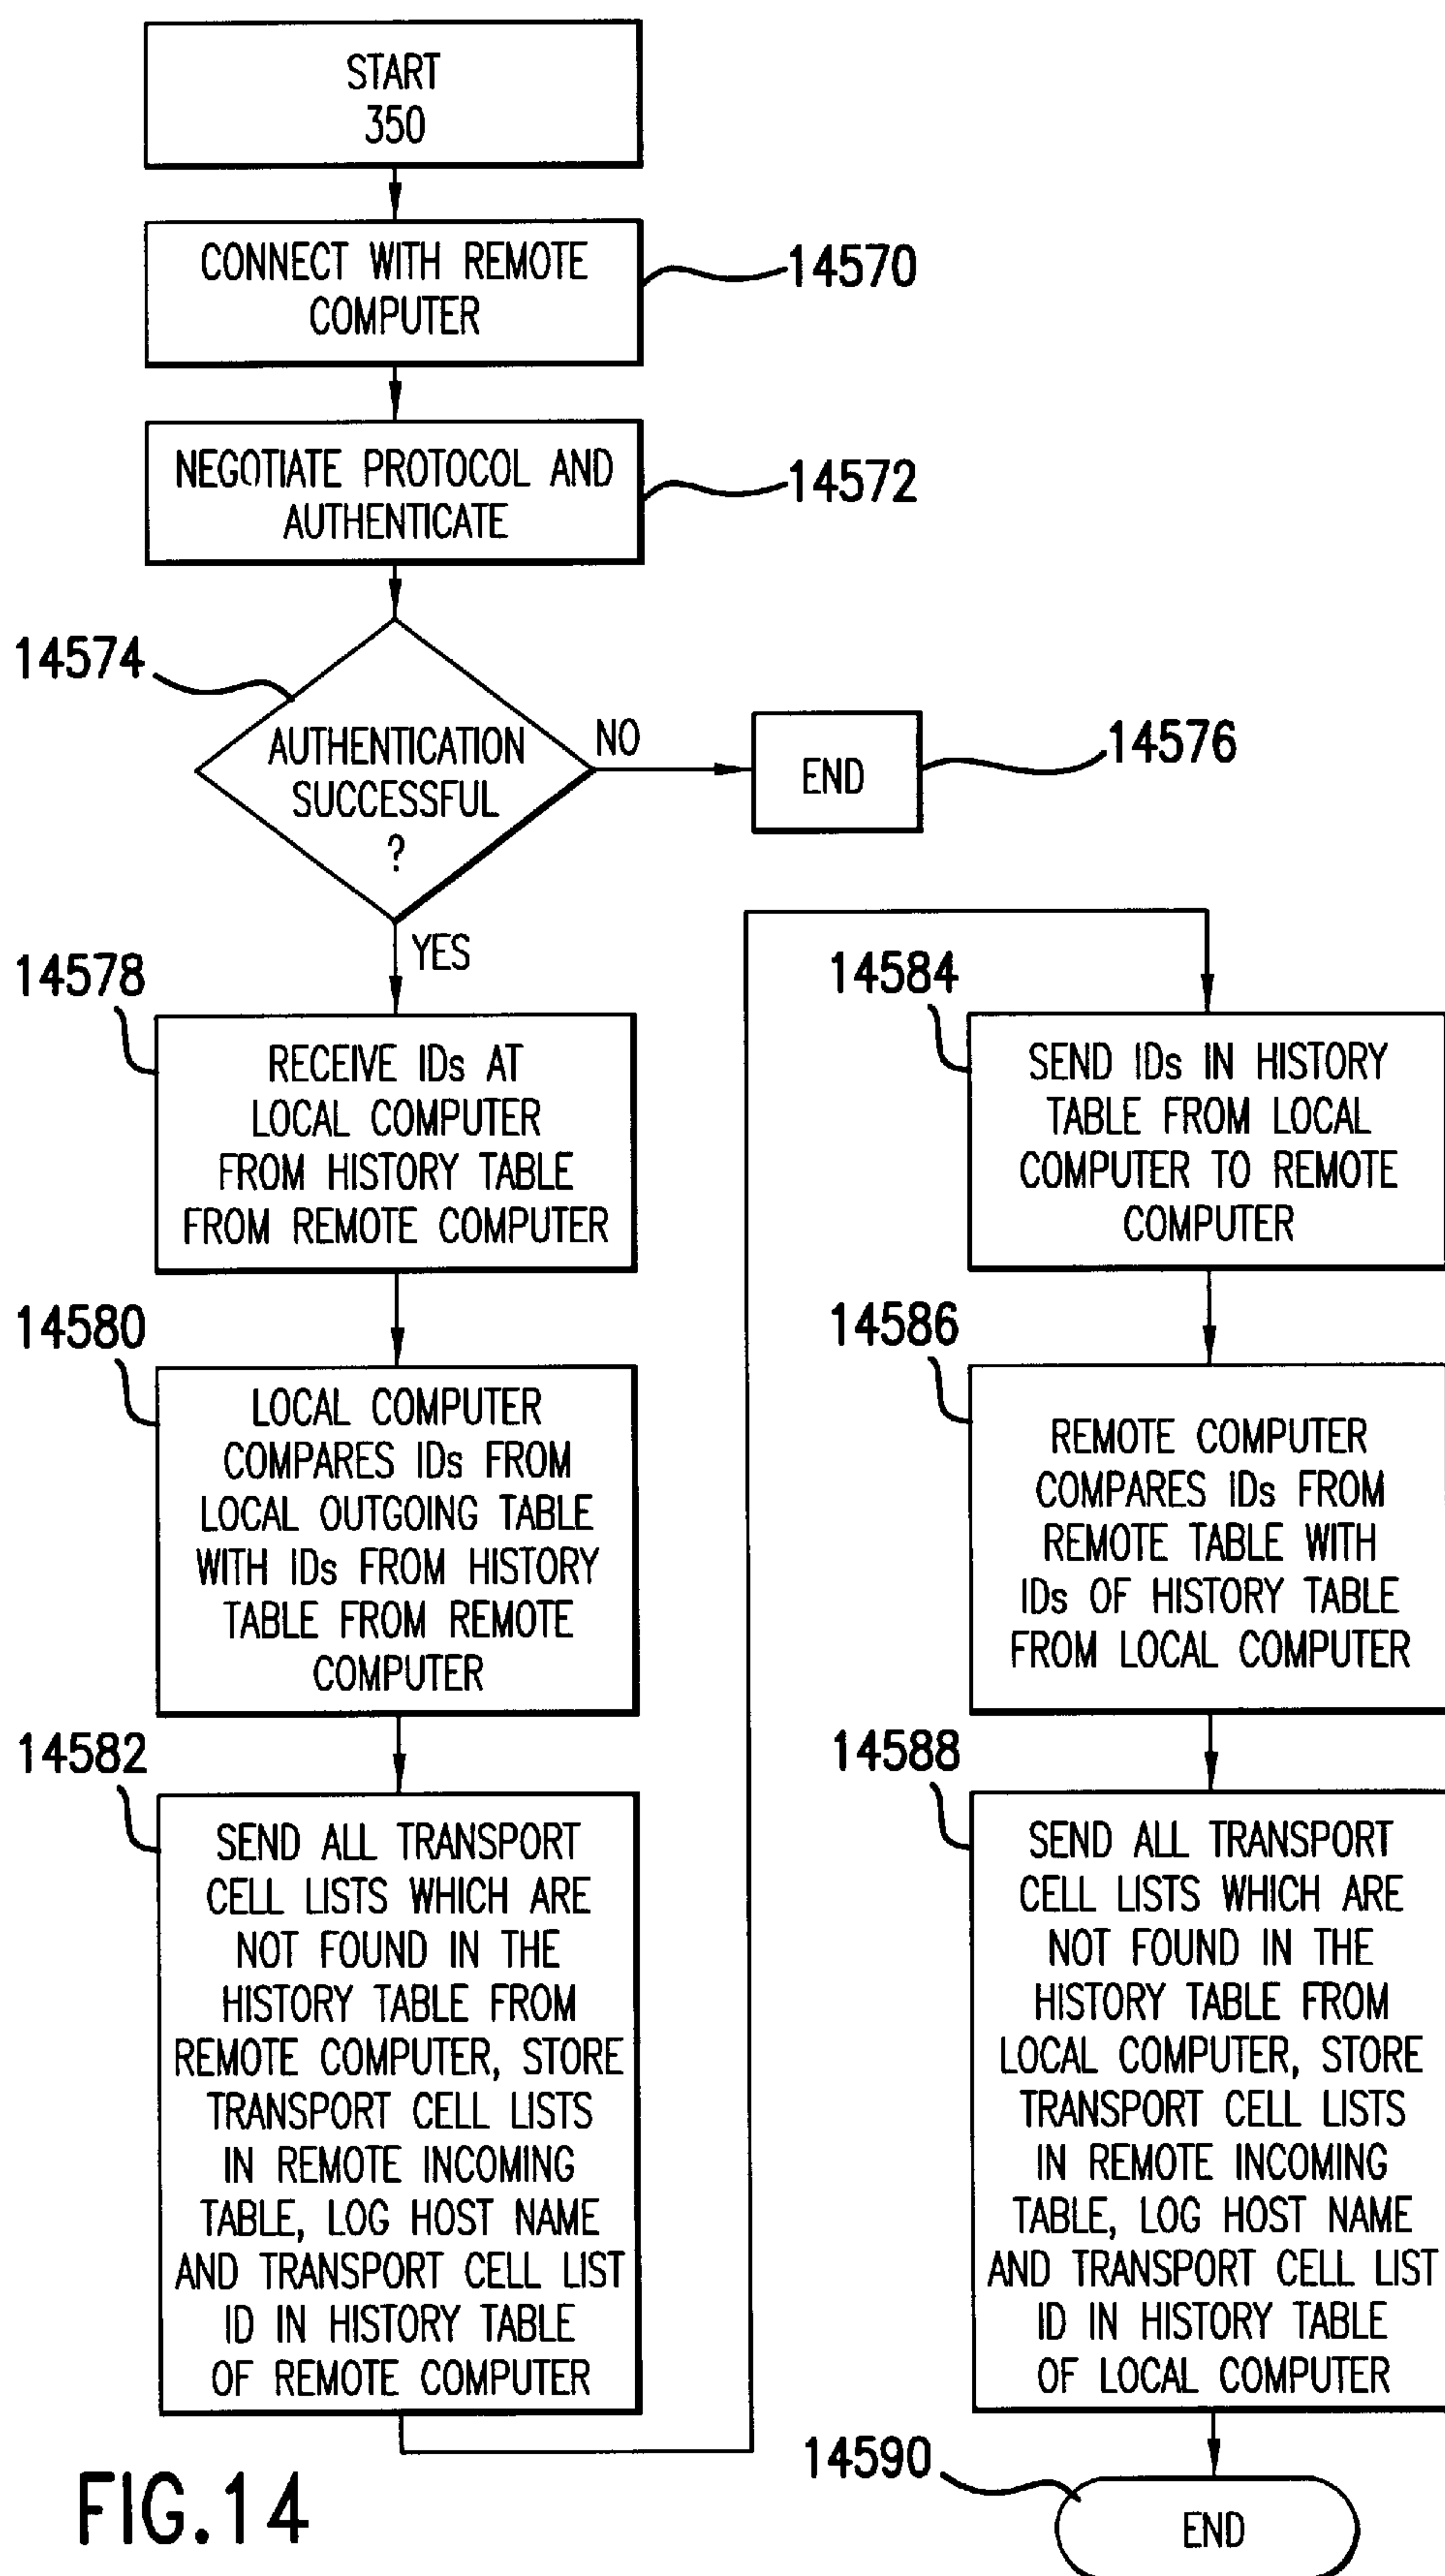 START
350
CONNECT WITH REMOTE
COMPUTER
14570
NEGOTIATE PROTOCOL AND
AUTHENTICATE
14572
14574
AUTHENTICATION
SUCCESSFUL
?
NO
END
14576
YES
14578
RECEIVE IDs AT
LOCAL COMPUTER
FROM HISTORY TABLE
FROM REMOTE COMPUTER
14580
LOCAL COMPUTER
COMPARES IDs FROM
LOCAL OUTGOING TABLE
WITH IDs FROM HISTORY
TABLE FROM REMOTE
COMPUTER
14582
SEND ALL TRANSPORT
CELL LISTS WHICH ARE
NOT FOUND IN THE
HISTORY TABLE FROM
REMOTE COMPUTER, STORE
TRANSPORT CELL LISTS
IN REMOTE INCOMING
TABLE, LOG HOST NAME
AND TRANSPORT CELL LIST
ID IN HISTORY TABLE
OF REMOTE COMPUTER
14584
SEND IDs IN HISTORY
TABLE FROM LOCAL
COMPUTER TO REMOTE
COMPUTER
14586
REMOTE COMPUTER
COMPARES IDs FROM
REMOTE TABLE WITH
IDs OF HISTORY TABLE
FROM LOCAL COMPUTER
14588
SEND ALL TRANSPORT
CELL LISTS WHICH ARE
NOT FOUND IN THE
HISTORY TABLE FROM
LOCAL COMPUTER, STORE
TRANSPORT CELL LISTS
IN REMOTE INCOMING
TABLE, LOG HOST NAME
AND TRANSPORT CELL LIST
ID IN HISTORY TABLE
OF LOCAL COMPUTER
14590
END
FIG.14